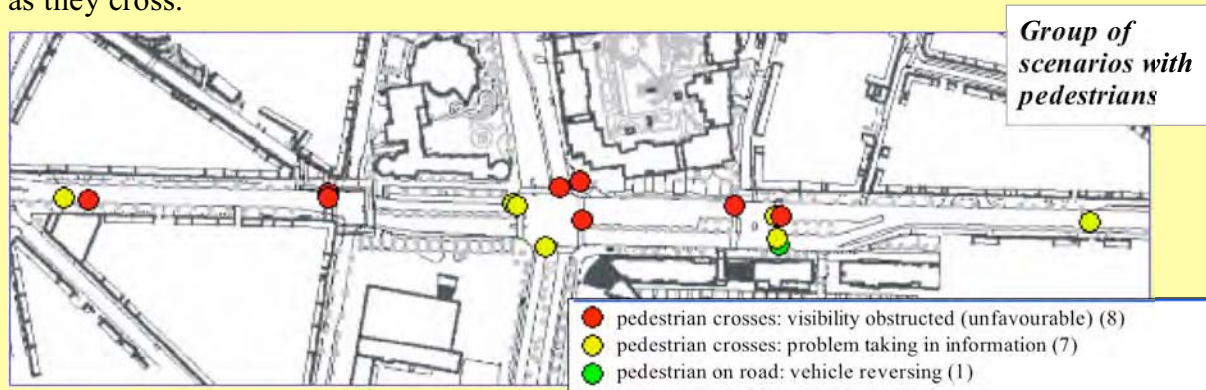 as they cross.
Group of
scenarios with
pedestrians
pedestrian crosses: visibility obstructed (unfavourable) (8)
pedestrian crosses: problem taking in information (7)
pedestrian on road: vehicle reversing (1)